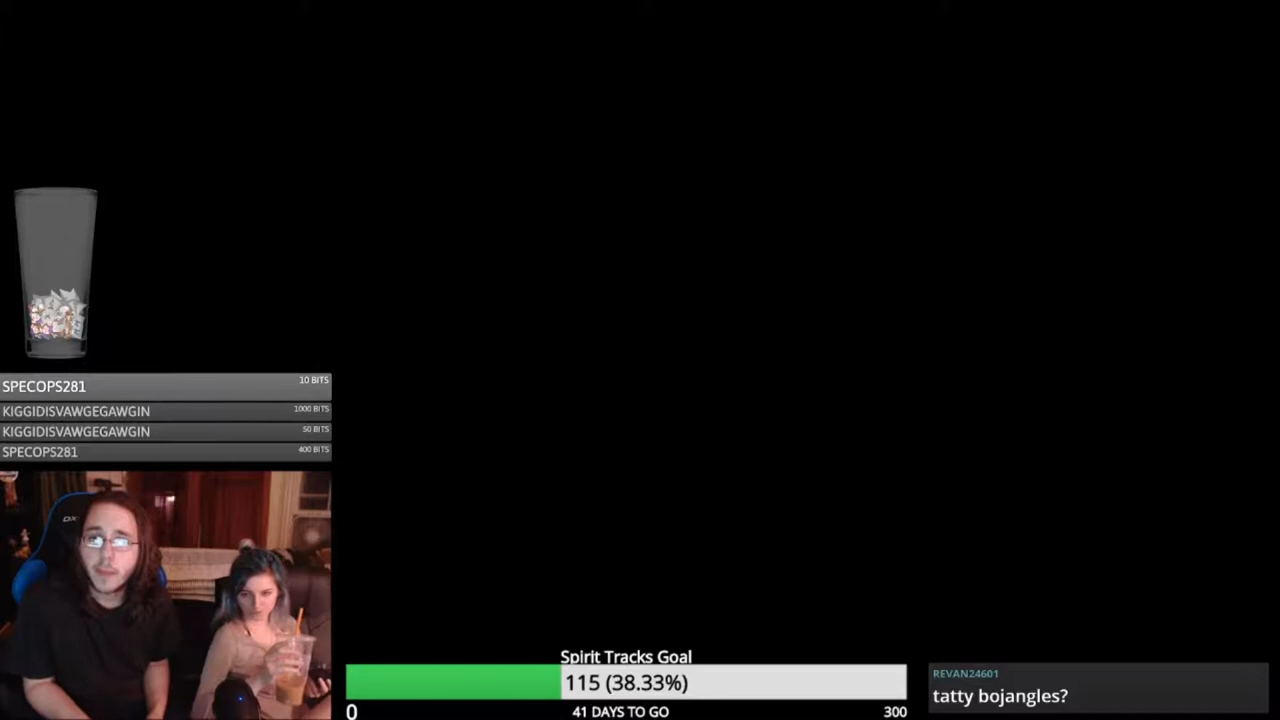 SPECOPS281 10 BITS
KIGGIDISVAWGEGAWGIN 1000 BITS
KIGGIDISVAWGEGAWGIN 50 BITS
SPECOPS281 400 BITS
DX
Spirit Tracks Goal
115 (38.33%)
0 41 DAYS TO GO 300
REVAN24601
tatty bojangles?